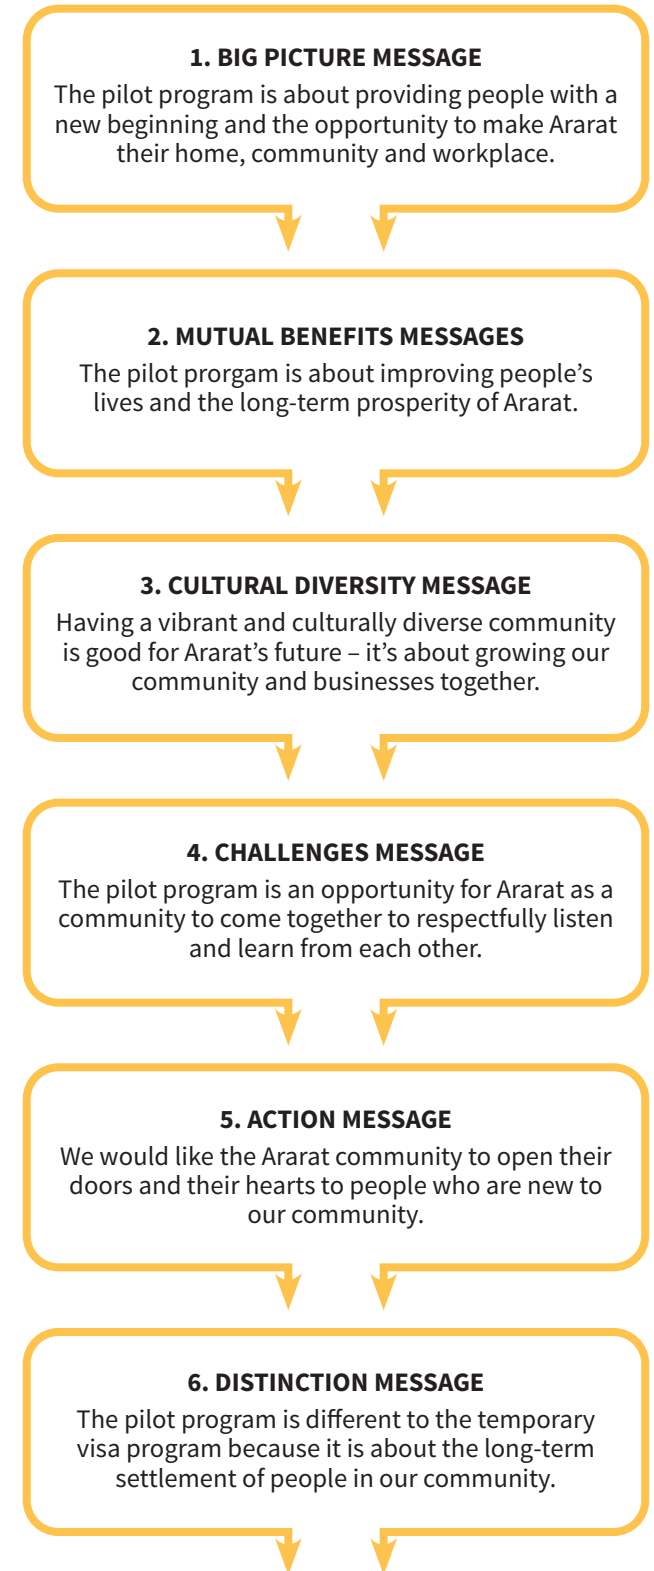 1. BIG PICTURE MESSAGE
The pilot program is about providing people with a
new beginning and the opportunity to make Ararat
their home, community and workplace.
2. MUTUAL BENEFITS MESSAGES
The pilot prorgam is about improving people’s
lives and the long-term prosperity of Ararat.
3. CULTURAL DIVERSITY MESSAGE
Having a vibrant and culturally diverse community
is good for Ararat’s future – it’s about growing our
community and businesses together.
4. CHALLENGES MESSAGE
The pilot program is an opportunity for Ararat as a
community to come together to respectfully listen
and learn from each other.
5. ACTION MESSAGE
We would like the Ararat community to open their
doors and their hearts to people who are new to
our community.
6. DISTINCTION MESSAGE
The pilot program is different to the temporary
visa program because it is about the long-term
settlement of people in our community.